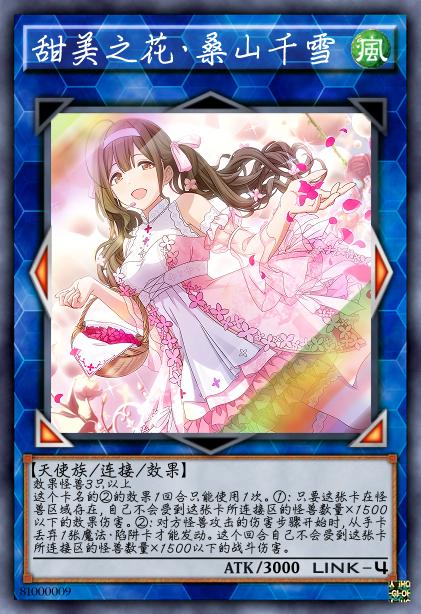 甜美之花·桑山千雪
風
【天使族/连接/效果】
效果怪兽3只以上
这个卡名的②的效果1回合只能使用1次。①:只要这张卡在怪
兽区域存在,自己不会受到这张卡所连接区的怪兽数量×1500
以下的效果伤害。②:对方怪兽攻击的伤害步骤开始时,从手卡
丢弃1张魔法·陷阱卡才能发动。这个回合自己不会受到这张卡
所连接区的怪兽数量×1500以下的战斗伤害。
ATK/3000 LINK-4
81000009